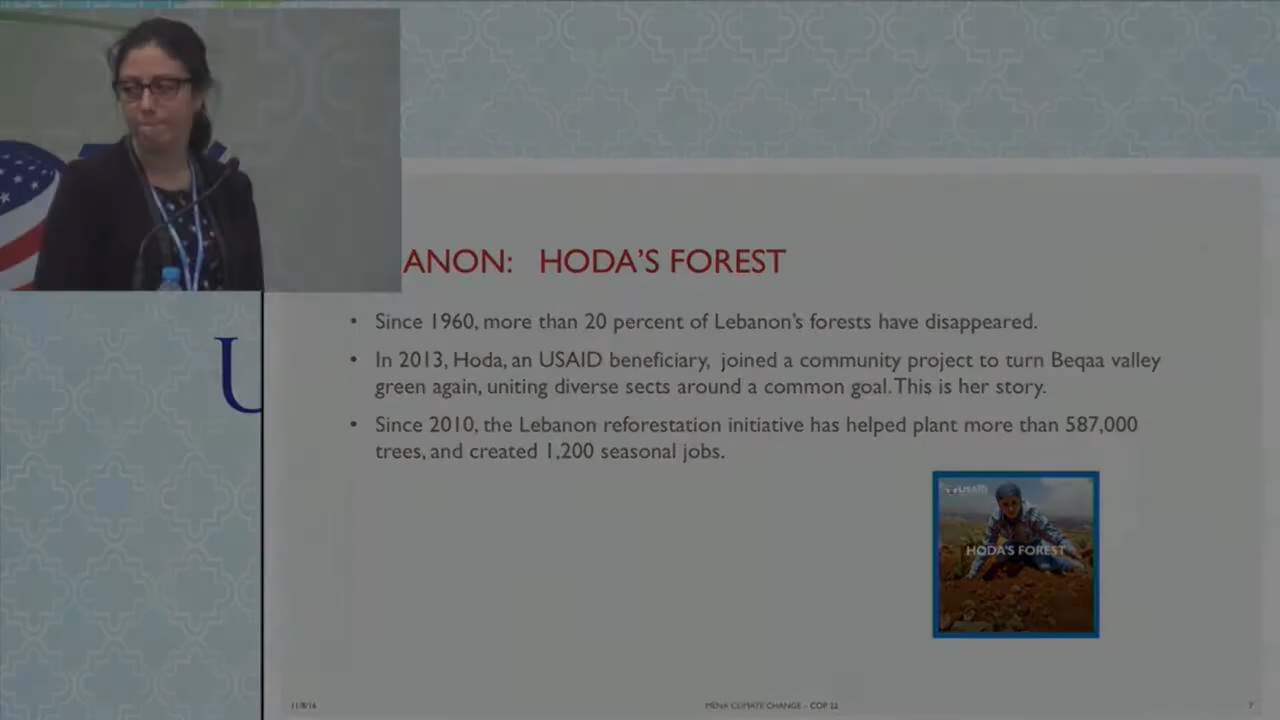 ANON: HODA'S FOREST
• Since 1960, more than 20 percent of Lebanon's forests have disappeared.
• In 2013, Hoda, an USAID beneficiary, joined a community project to turn Beqaa valley
green again, uniting diverse sects around a common goal. This is her story.
U
• Since 2010, the Lebanon reforestation initiative has helped plant more than 587,000
trees, and created 1,200 seasonal jobs.
USAID
HODA'S FOREST
11/8/16
MENA CLIMATE CHANGE - COP 22
7